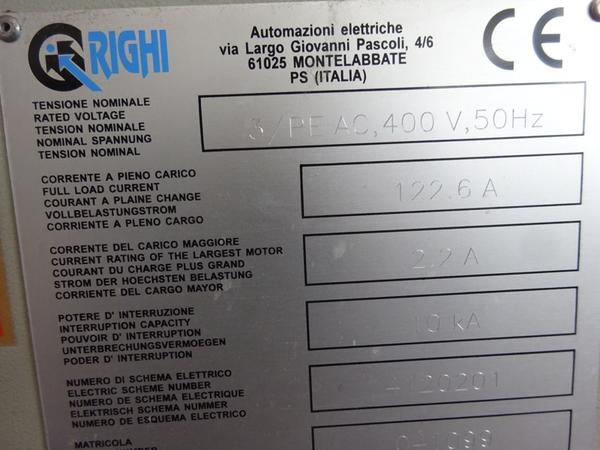 RIGHI
Automazioni elettriche
via Largo Giovanni Pascoli, 4/6
61025 MONTELABBATE
PS (ITALIA)
CE
TENSIONE NOMINALE
RATED VOLTAGE
TENSION NOMINALE
NOMINAL SPANNUNG
TENSION NOMINAL
3/PE AC, 400 V, 50Hz
CORRENTE A PIENO CARICO
FULL LOAD CURRENT
COURANT A PLAINE CHANGE
VOLLBELASTUNGSTROM
CORRIENTE A PLENO CARGO
122.6 A
CORRENTE DEL CARICO MAGGIORE
CURRENT RATING OF THE LARGEST MOTOR
COURANT DU CHARGE PLUS GRAND
STROM DER HOECHSTEN BELASTUNG
CORRIENTE DEL CARGO MAYOR
2.2 A
POTERE D' INTERRUZIONE
INTERRUPTION CAPACITY
POUVOIR D' INTERRUPTION
UNTERBRECHUNGSVERMOEGEN
PODER D' INTERRUPTION
10 kA
NUMERO DI SCHEMA ELETTRICO
ELECTRIC SCHEME NUMBER
NUMERO DE SCHEMA ELECTRIQUE
ELEKTRISCH SCHEMA NUMMER
NUMERO DE ESQUEMA ELECTRICO
4120201
MATRICOLA
NUMBER